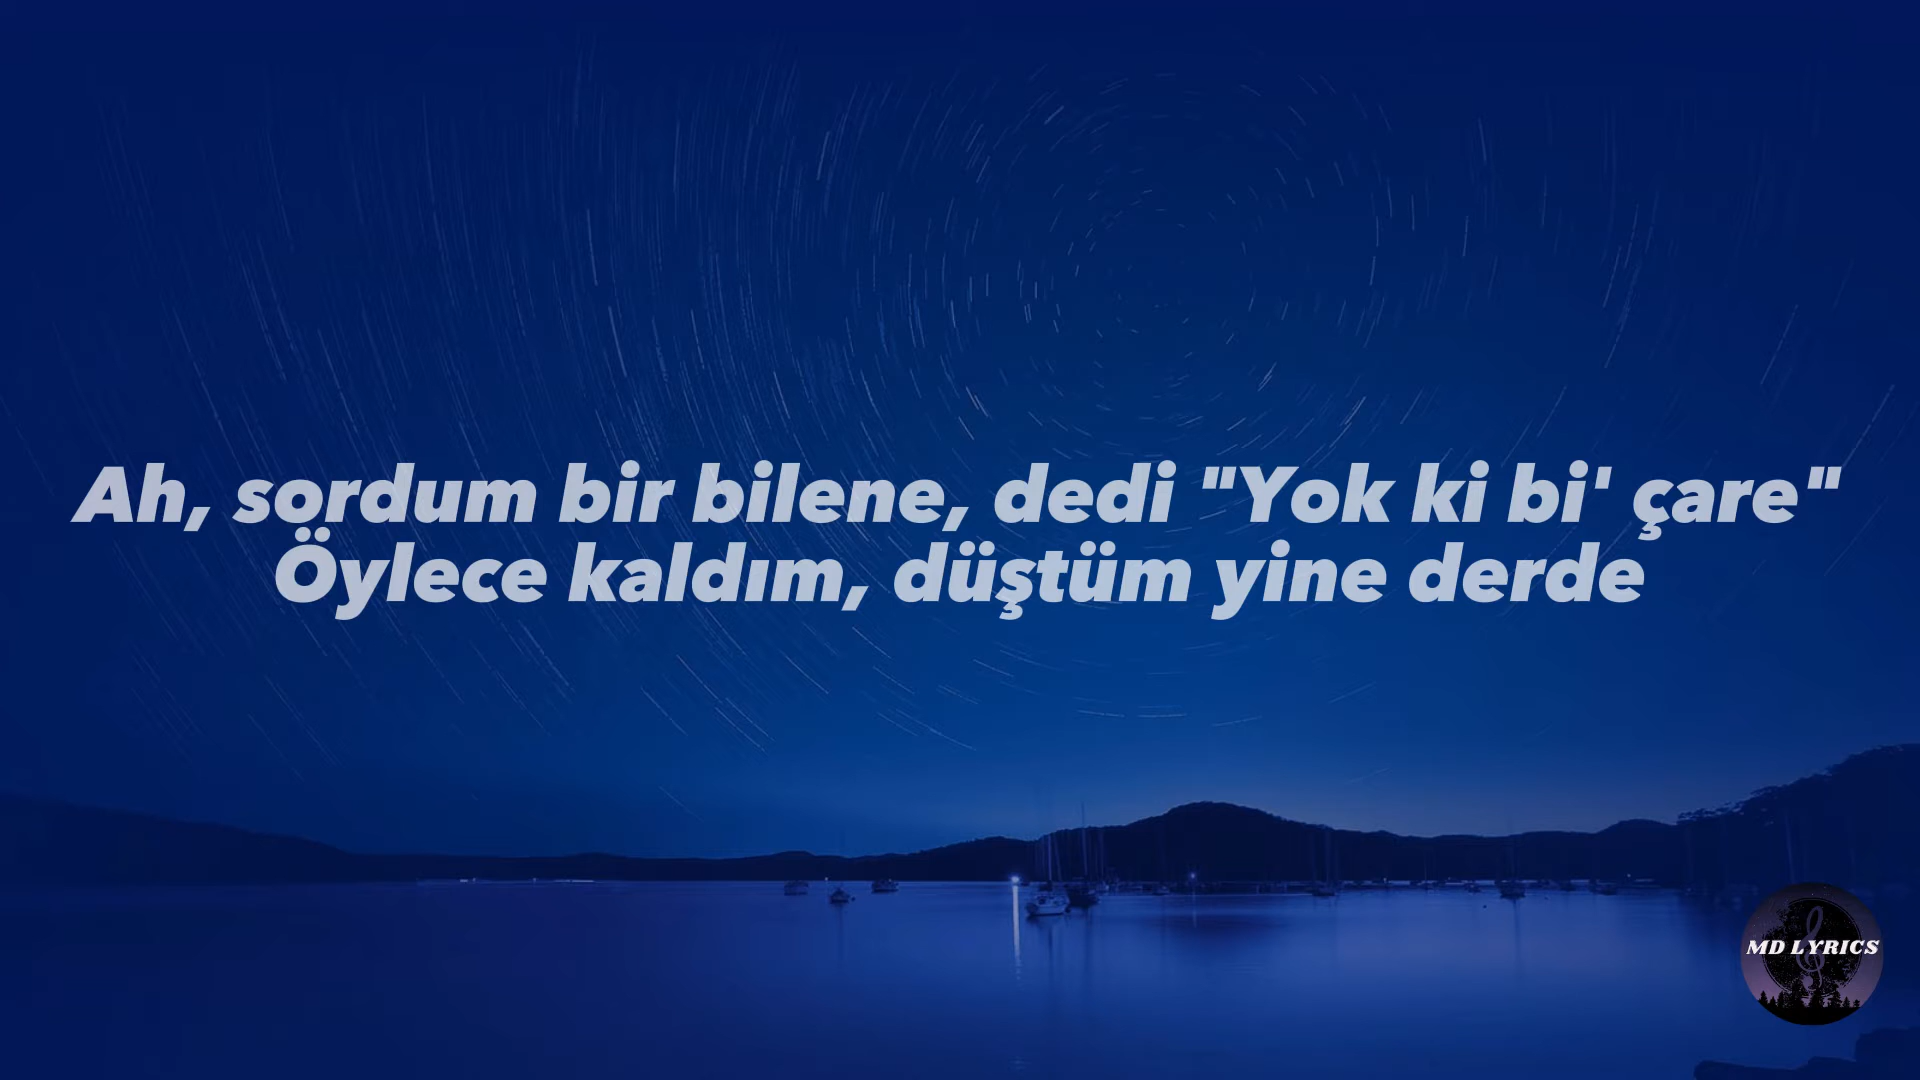 Ah, sordum bir bilene, dedi "Yok ki bi' çare"
Öylece kaldım, düştüm yine derde
MD LYRICS